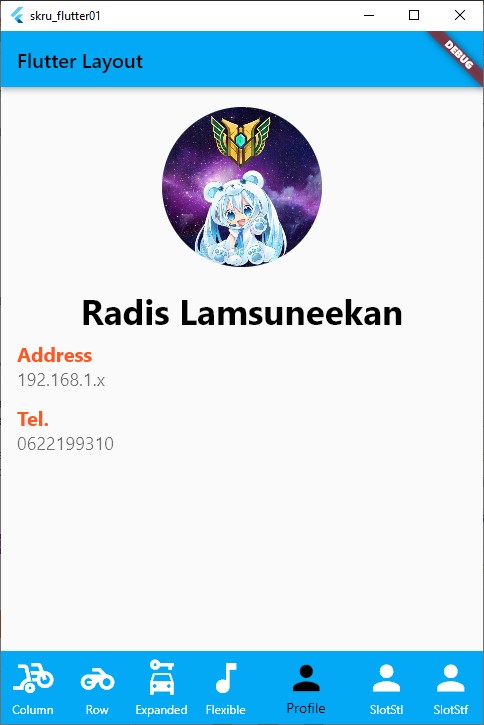 skru_flutter01
Flutter Layout
DEBUG
Radis Lamsuneekan
Address
192.168.1.x
Tel.
0622199310
Column Row Expanded Flexible Profile SlotStl SlotStf